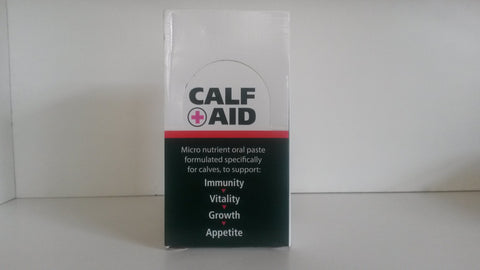 CALF
AID
Micro nutrient oral paste
formulated specifically
for calves, to support:
Immunity
Vitality
Growth
Appetite